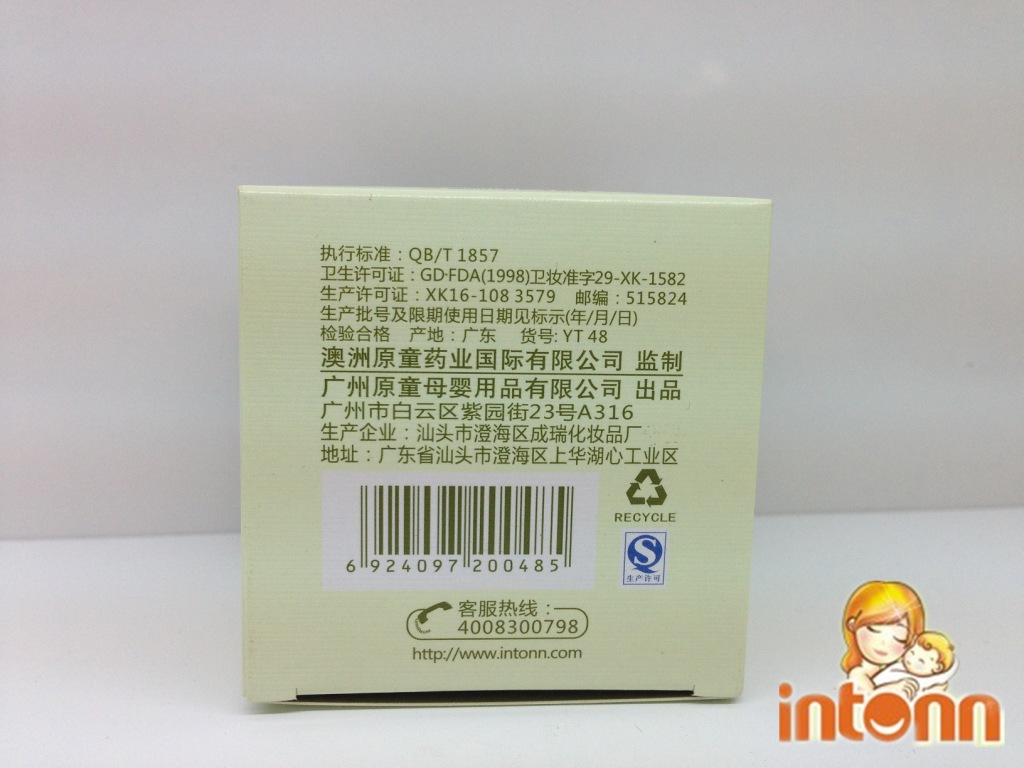 执行标准：QB/T 1857
卫生许可证：GD·FDA(1998)卫妆准字29-XK-1582
生产许可证：XK16-108 3579 邮编：515824
生产批号及限期使用日期见标示(年/月/日)
检验合格 产地：广东 货号: YT 48
澳洲原童药业国际有限公司 监制
广州原童母婴用品有限公司 出品
广州市白云区紫园街23号A316
生产企业：汕头市澄海区成瑞化妆品厂
地址：广东省汕头市澄海区上华湖心工业区
RECYCLE
6 924097 200485
生产许可
客服热线：
4008300798
http://www.intonn.com
intonn